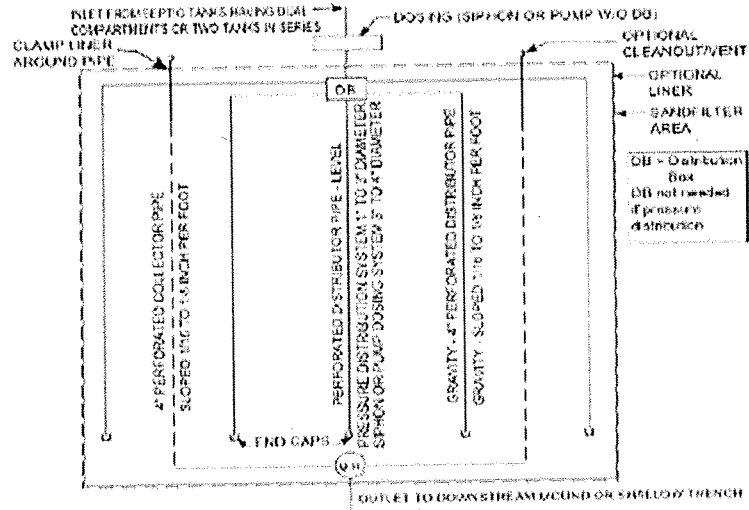 INLET FROM SEPTIC TANKS HAVING DUAL
COMPARTMENTS OR TWO TANKS IN SERIES
DOSING (SIPHON OR PUMP W/O DB)
CLAMP LINER
AROUND PIPE
OPTIONAL
CLEANOUT/VENT
OPTIONAL
LINER
SANDFILTER
AREA
DB
DB = Distribution
Box
DB not needed
if pressure
distribution
4" PERFORATED COLLECTOR PIPE
SLOPED 1/16 TO 1/8 INCH PER FOOT
PERFORATED DISTRIBUTOR PIPE - LEVEL
PRESSURE DISTRIBUTION SYSTEM 1" TO 3" DIAMETER
SIPHON OR PUMP DOSING SYSTEM 3" TO 4" DIAMETER
GRAVITY - 4" PERFORATED DISTRIBUTOR PIPE
GRAVITY - SLOPED 1/16 TO 1/8 INCH PER FOOT
END CAPS
OUTLET TO DOWNSTREAM MOUND OR SHALLOW TRENCH